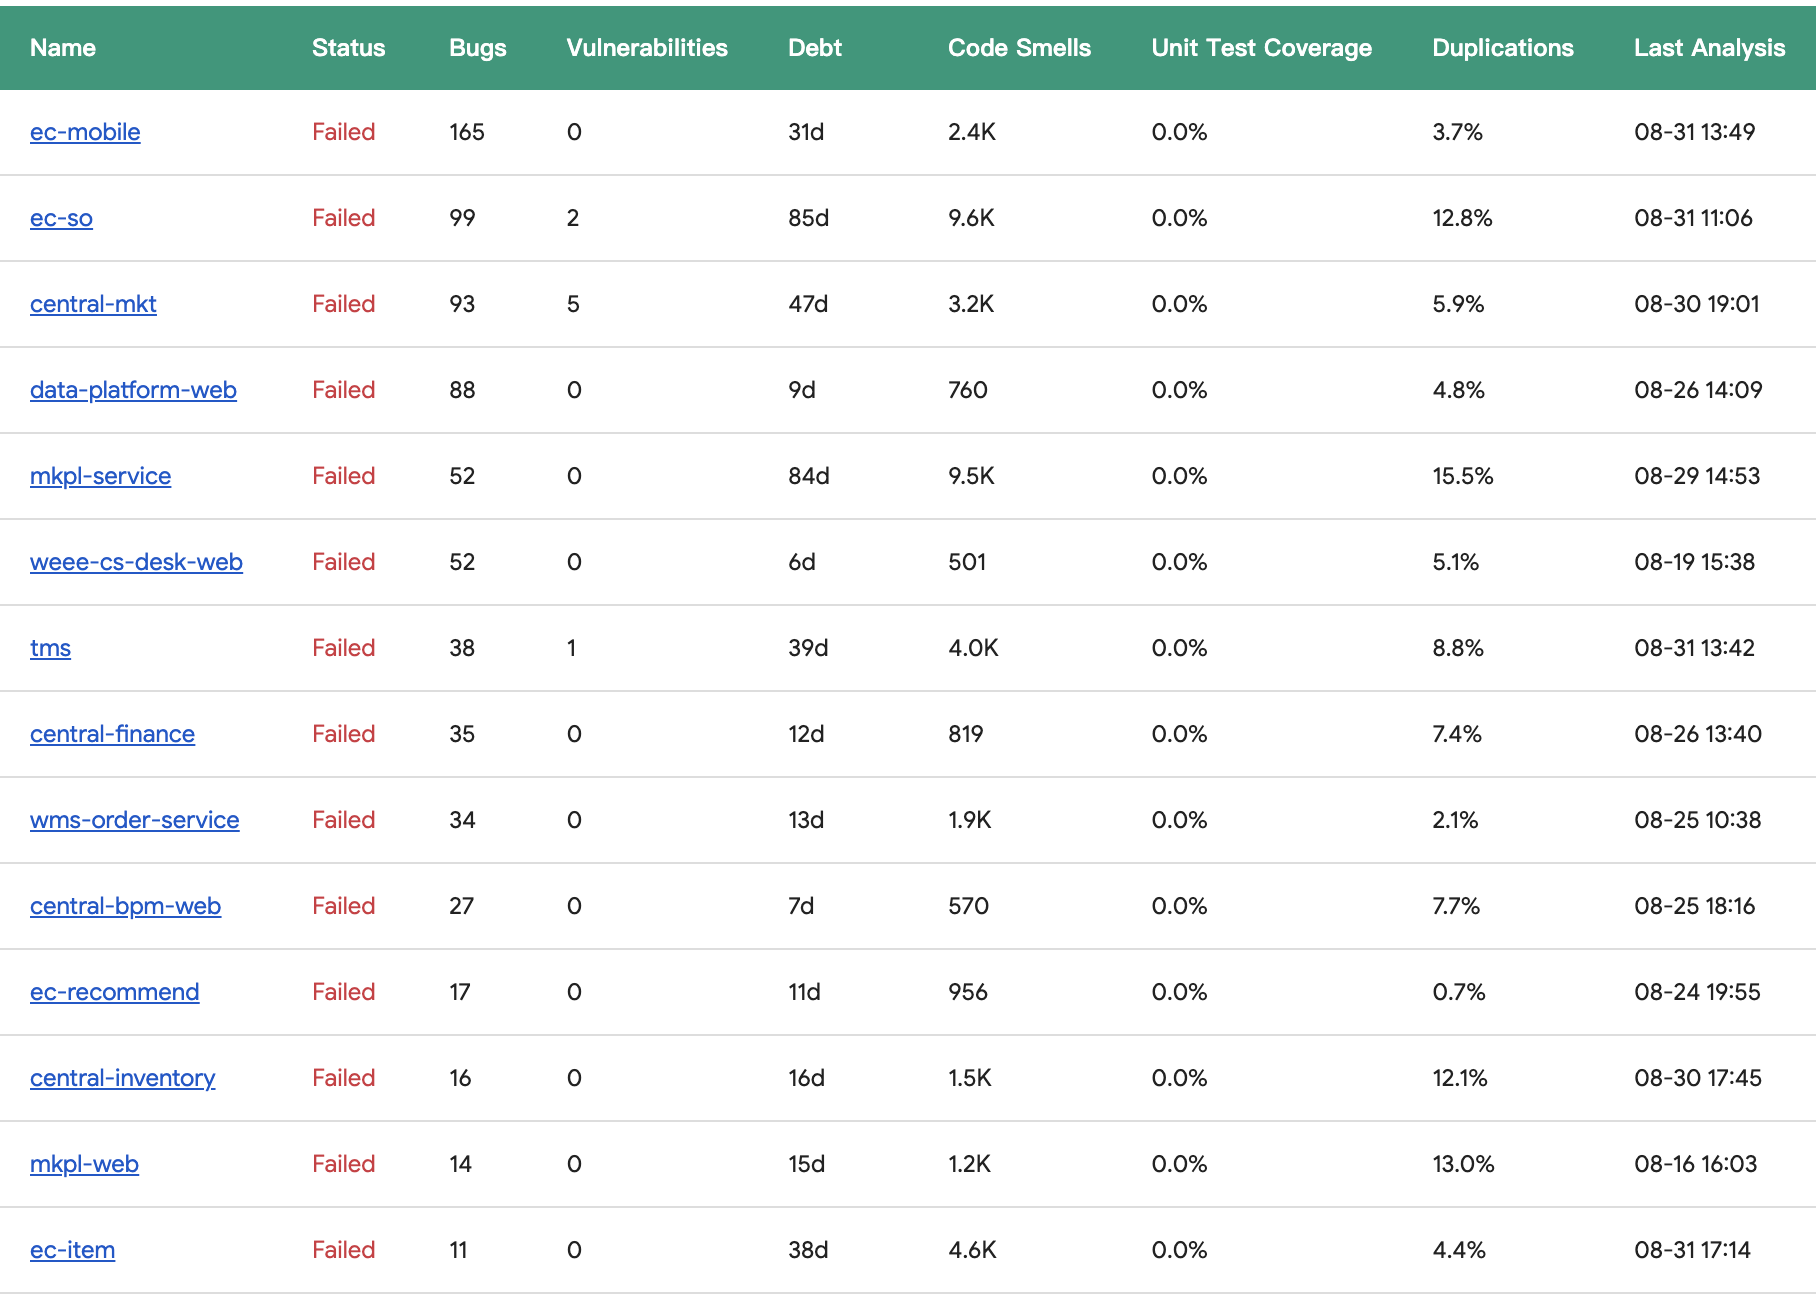 Name Status Bugs Vulnerabilities Debt Code Smells Unit Test Coverage Duplications Last Analysis
ec-mobile Failed 165 0 31d 2.4K 0.0% 3.7% 08-31 13:49
ec-so Failed 99 2 85d 9.6K 0.0% 12.8% 08-31 11:06
central-mkt Failed 93 5 47d 3.2K 0.0% 5.9% 08-30 19:01
data-platform-web Failed 88 0 9d 760 0.0% 4.8% 08-26 14:09
mkpl-service Failed 52 0 84d 9.5K 0.0% 15.5% 08-29 14:53
weee-cs-desk-web Failed 52 0 6d 501 0.0% 5.1% 08-19 15:38
tms Failed 38 1 39d 4.0K 0.0% 8.8% 08-31 13:42
central-finance Failed 35 0 12d 819 0.0% 7.4% 08-26 13:40
wms-order-service Failed 34 0 13d 1.9K 0.0% 2.1% 08-25 10:38
central-bpm-web Failed 27 0 7d 570 0.0% 7.7% 08-25 18:16
ec-recommend Failed 17 0 11d 956 0.0% 0.7% 08-24 19:55
central-inventory Failed 16 0 16d 1.5K 0.0% 12.1% 08-30 17:45
mkpl-web Failed 14 0 15d 1.2K 0.0% 13.0% 08-16 16:03
ec-item Failed 11 0 38d 4.6K 0.0% 4.4% 08-31 17:14